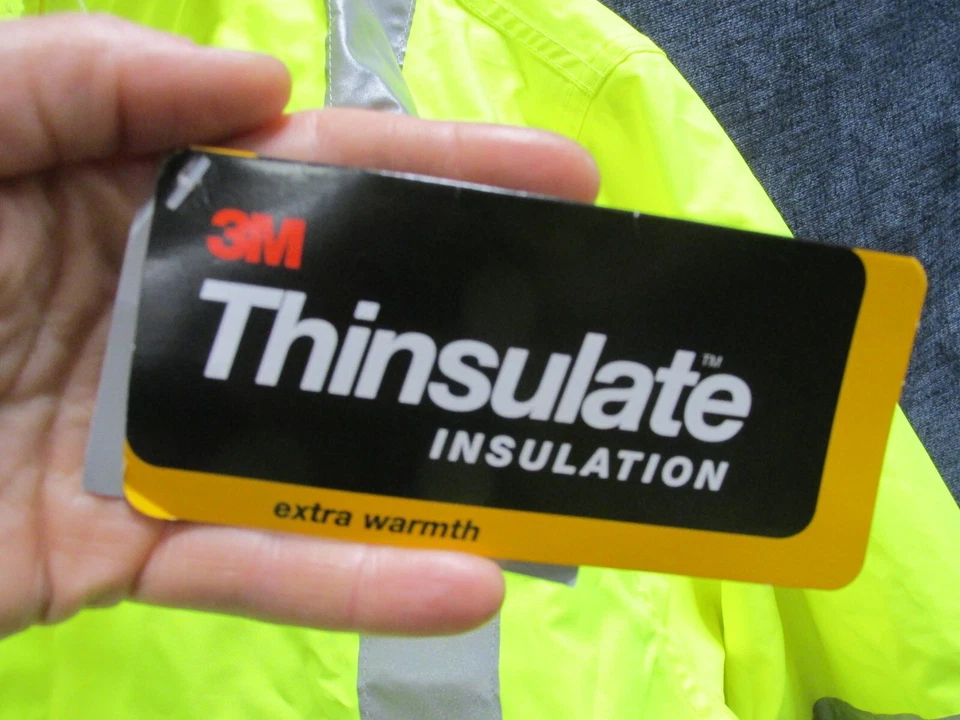 3M
Thinsulate™
INSULATION
extra warmth